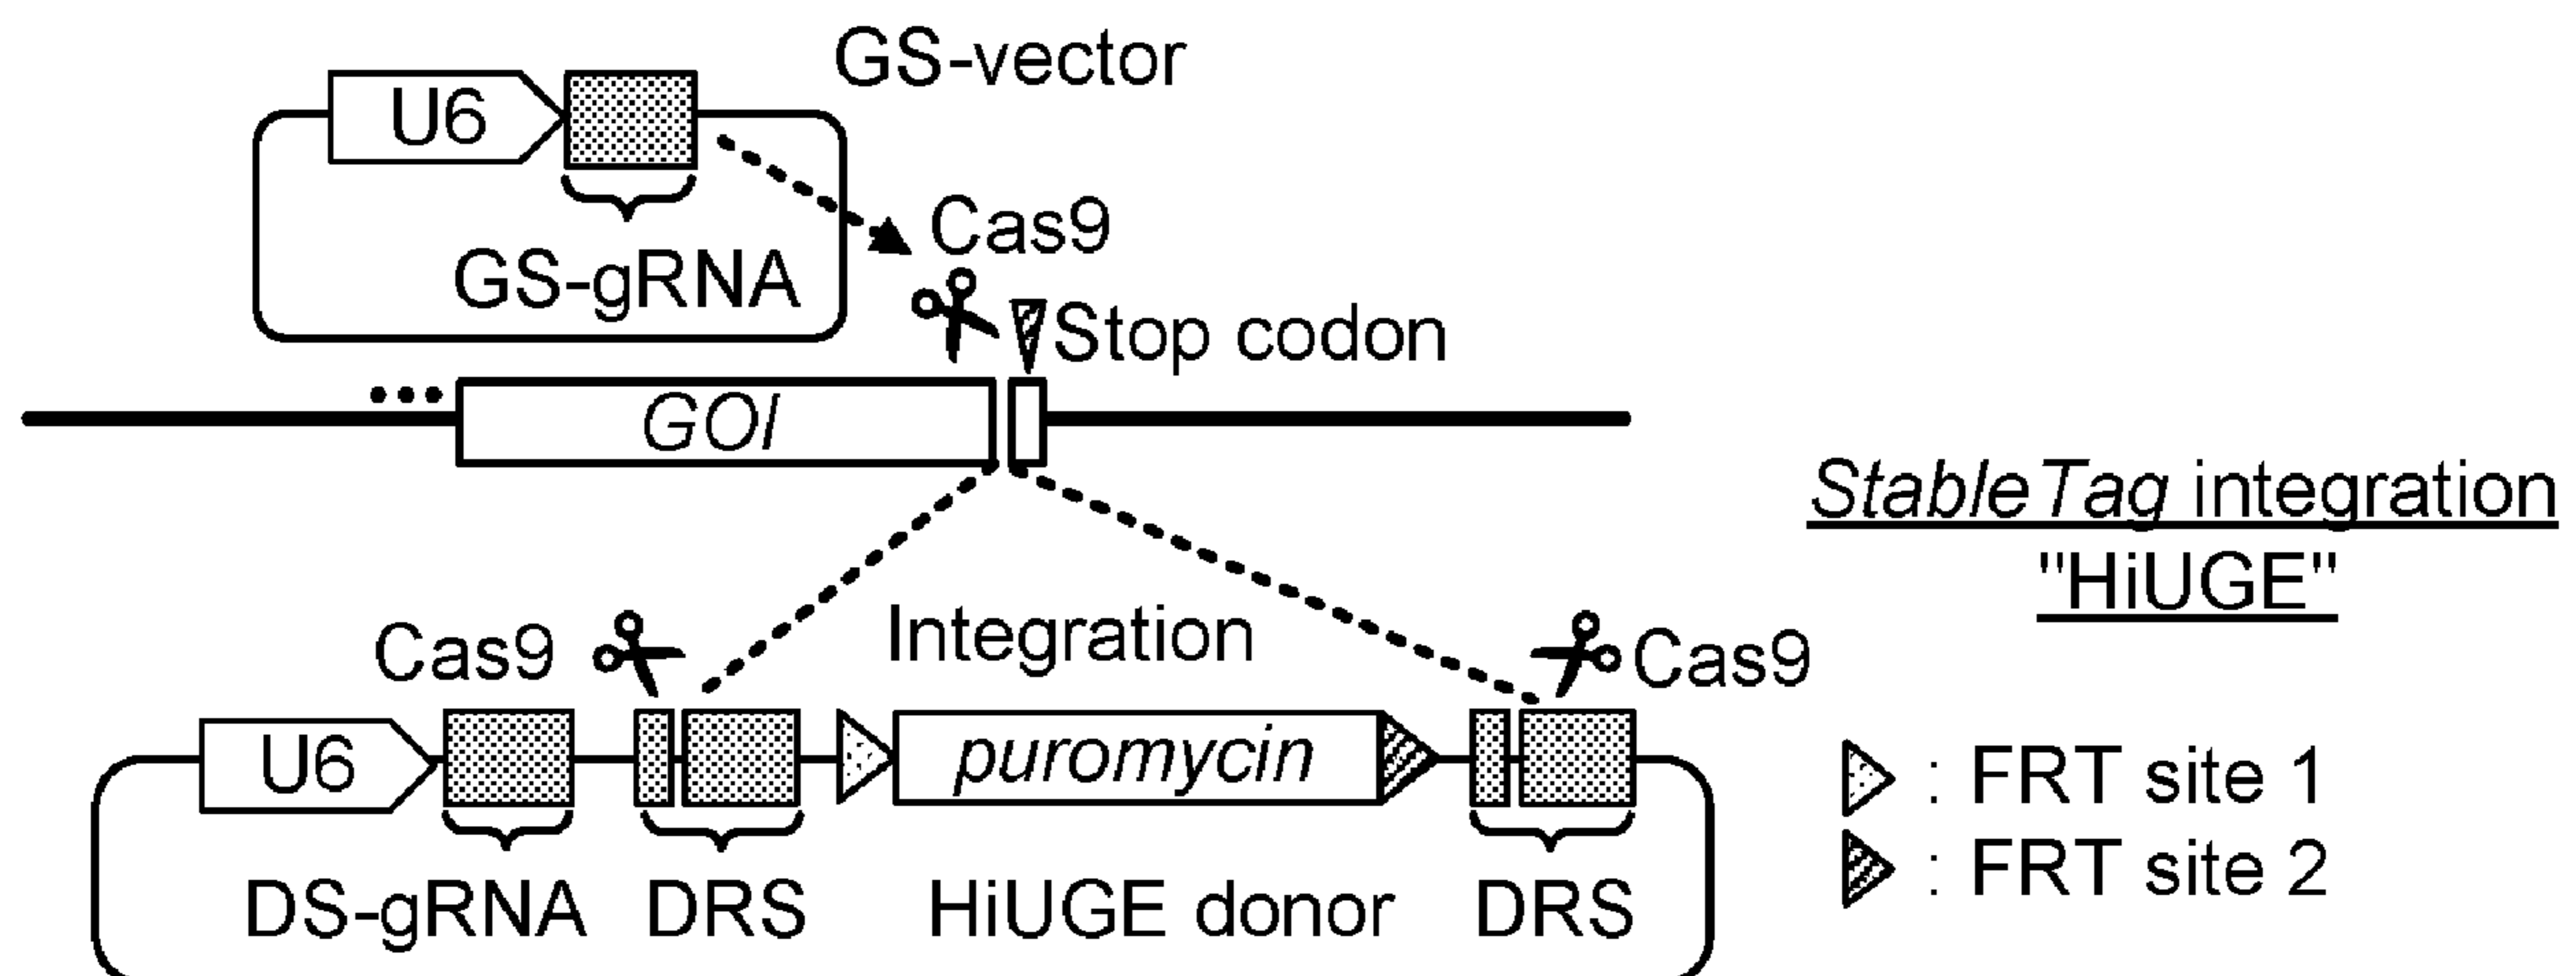 GS-vector
U6
GS-gRNA
Cas9
Stop codon
GOI
StableTag integration
"HiUGE"
Integration
Cas9
Cas9
U6
puromycin
DS-gRNA
DRS
HiUGE donor
DRS
: FRT site 1
: FRT site 2